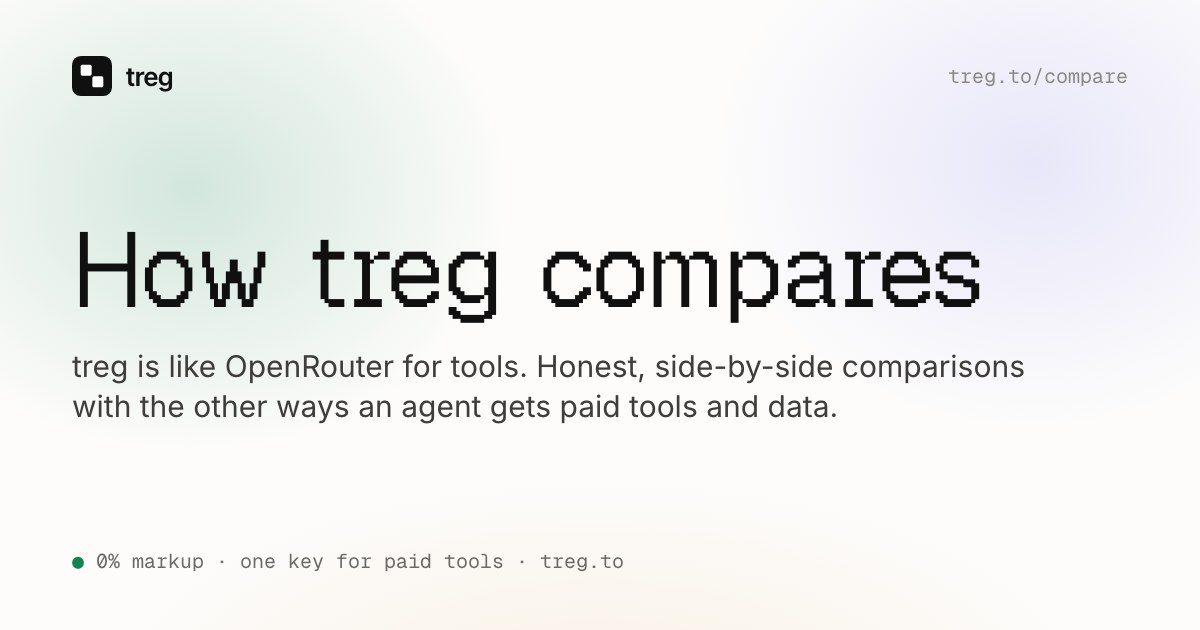 treg
treg.to/compare
How treg compares
treg is like OpenRouter for tools. Honest, side-by-side comparisons
with the other ways an agent gets paid tools and data.
0% markup · one key for paid tools · treg.to